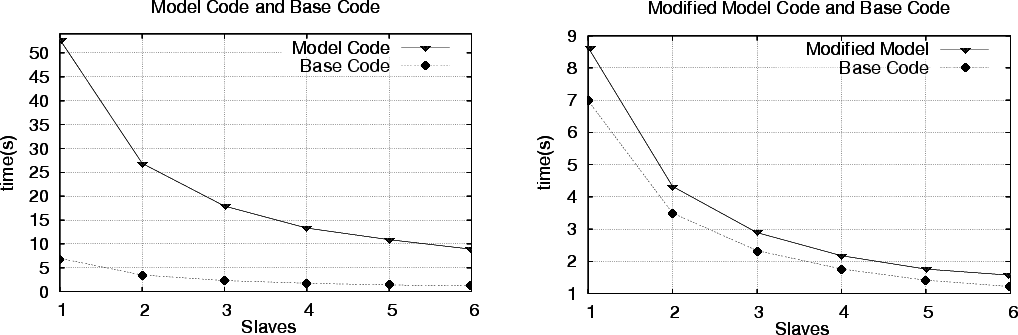 Model Code and Base Code
Model Code
Base Code
50
45
40
35
30
25
20
15
10
5
0
time(s)
1 2 3 4 5 6
Slaves
Modified Model Code and Base Code
Modified Model
Base Code
9
8
7
6
5
4
3
2
1
time(s)
1 2 3 4 5 6
Slaves